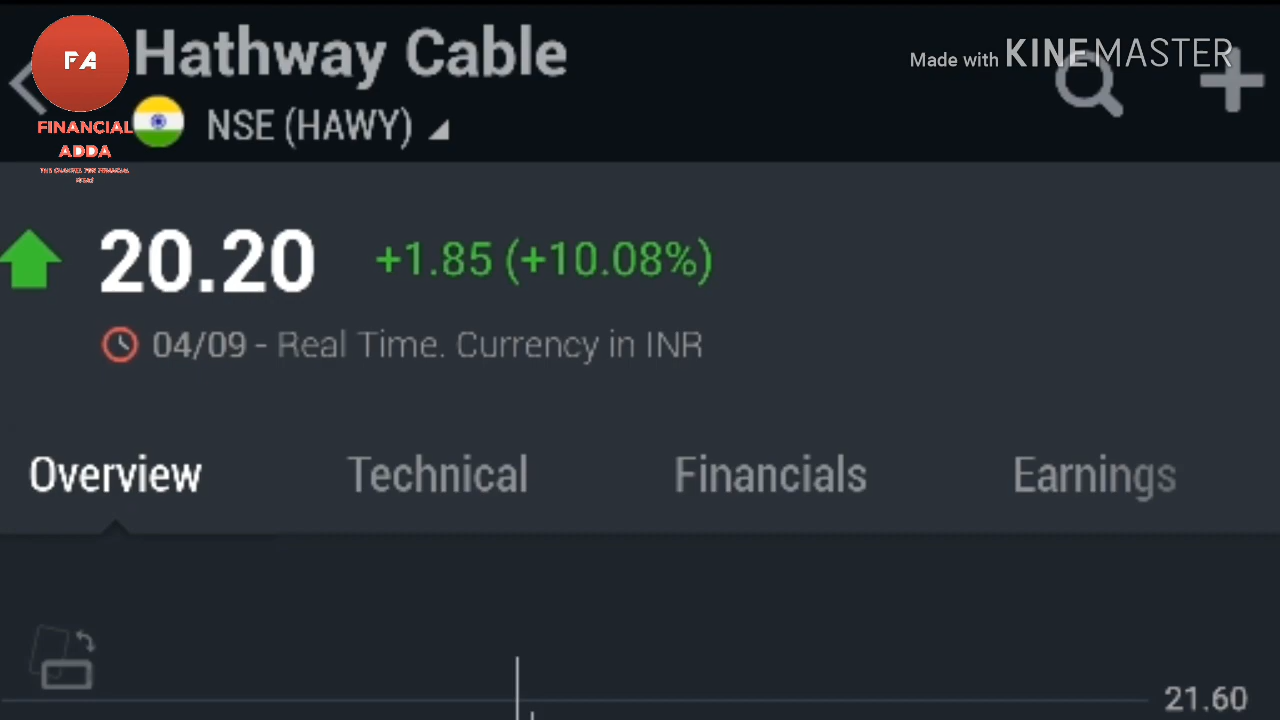 Hathway Cable
Made with KINEMASTER
FA
NSE (HAWY)
FINANCIAL
ADDA
20.20
+1.85 (+10.08%)
04/09 - Real Time. Currency in INR
Overview
Technical
Financials
Earnings
21.60